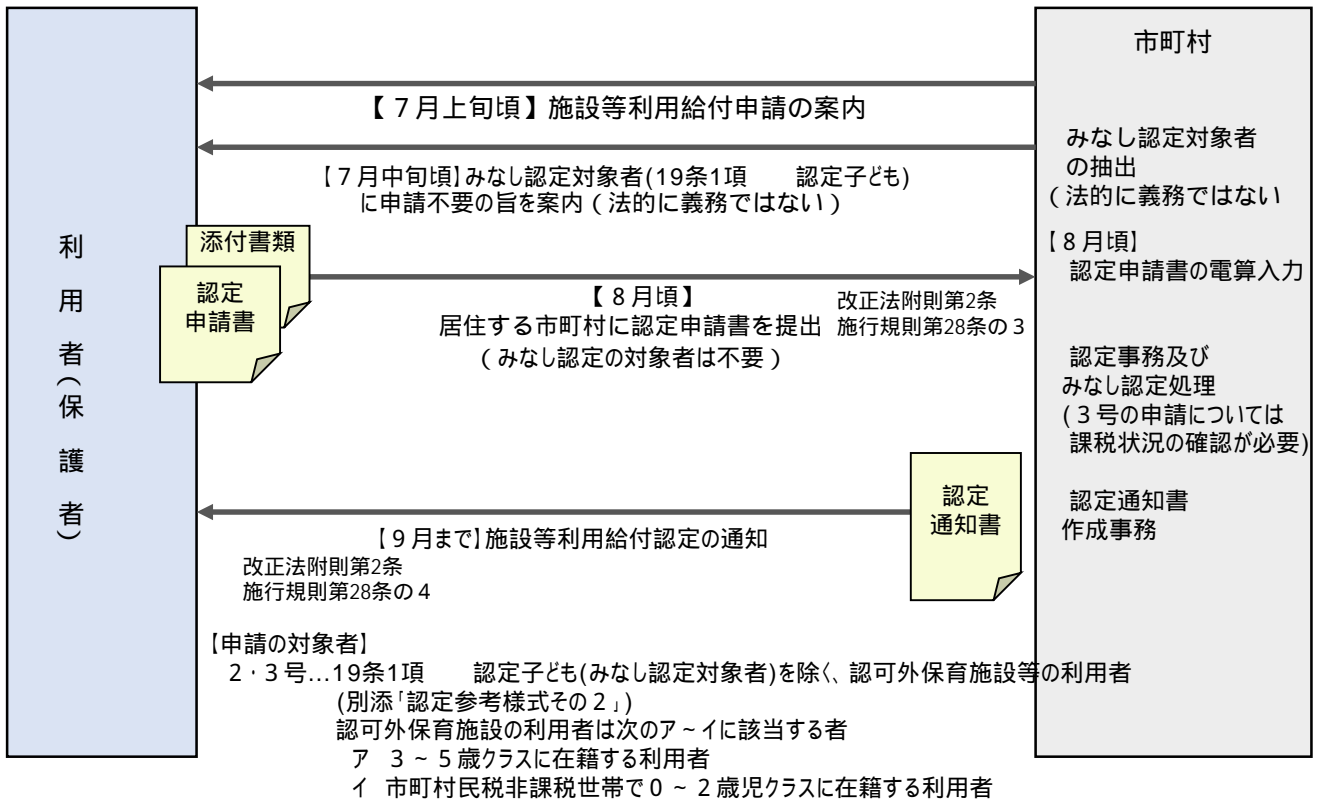 市町村
【７月上旬頃】施設等利用給付申請の案内
みなし認定対象者
の抽出
（法的に義務ではない
【７月中旬頃】みなし認定対象者(19条1項　　認定子ども)
に申請不要の旨を案内（法的に義務ではない）
利用者（保護者）
添付書類
認定
申請書
【８月頃】
居住する市町村に認定申請書を提出
（みなし認定の対象者は不要）
改正法附則第2条
施行規則第28条の３
【８月頃】
認定申請書の電算入力
認定事務及び
みなし認定処理
(３号の申請については
課税状況の確認が必要)
認定通知書
作成事務
認定
通知書
【９月まで】施設等利用給付認定の通知
改正法附則第2条
施行規則第28条の４
【申請の対象者】
２・３号…19条1項　　認定子ども(みなし認定対象者)を除く、認可外保育施設等の利用者
(別添「認定参考様式その２」)
認可外保育施設の利用者は次のア～イに該当する者
ア　３～５歳クラスに在籍する利用者
イ　市町村民税非課税世帯で０～２歳児クラスに在籍する利用者